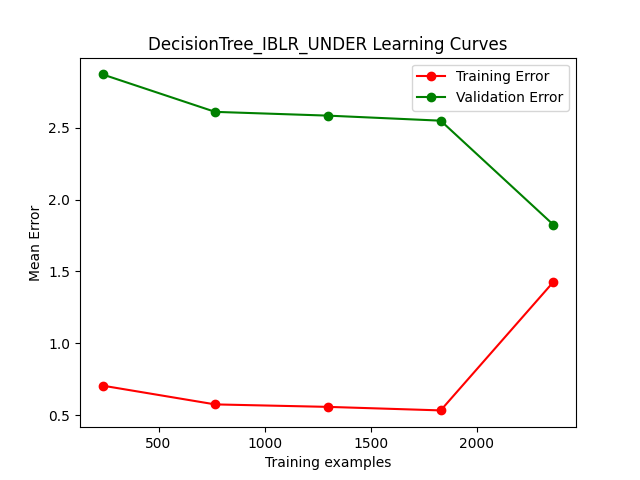 DecisionTree_IBLR_UNDER Learning Curves
Training Error
Validation Error
Mean Error
2.5
2.0
1.5
1.0
0.5
500
1000
1500
2000
Training examples